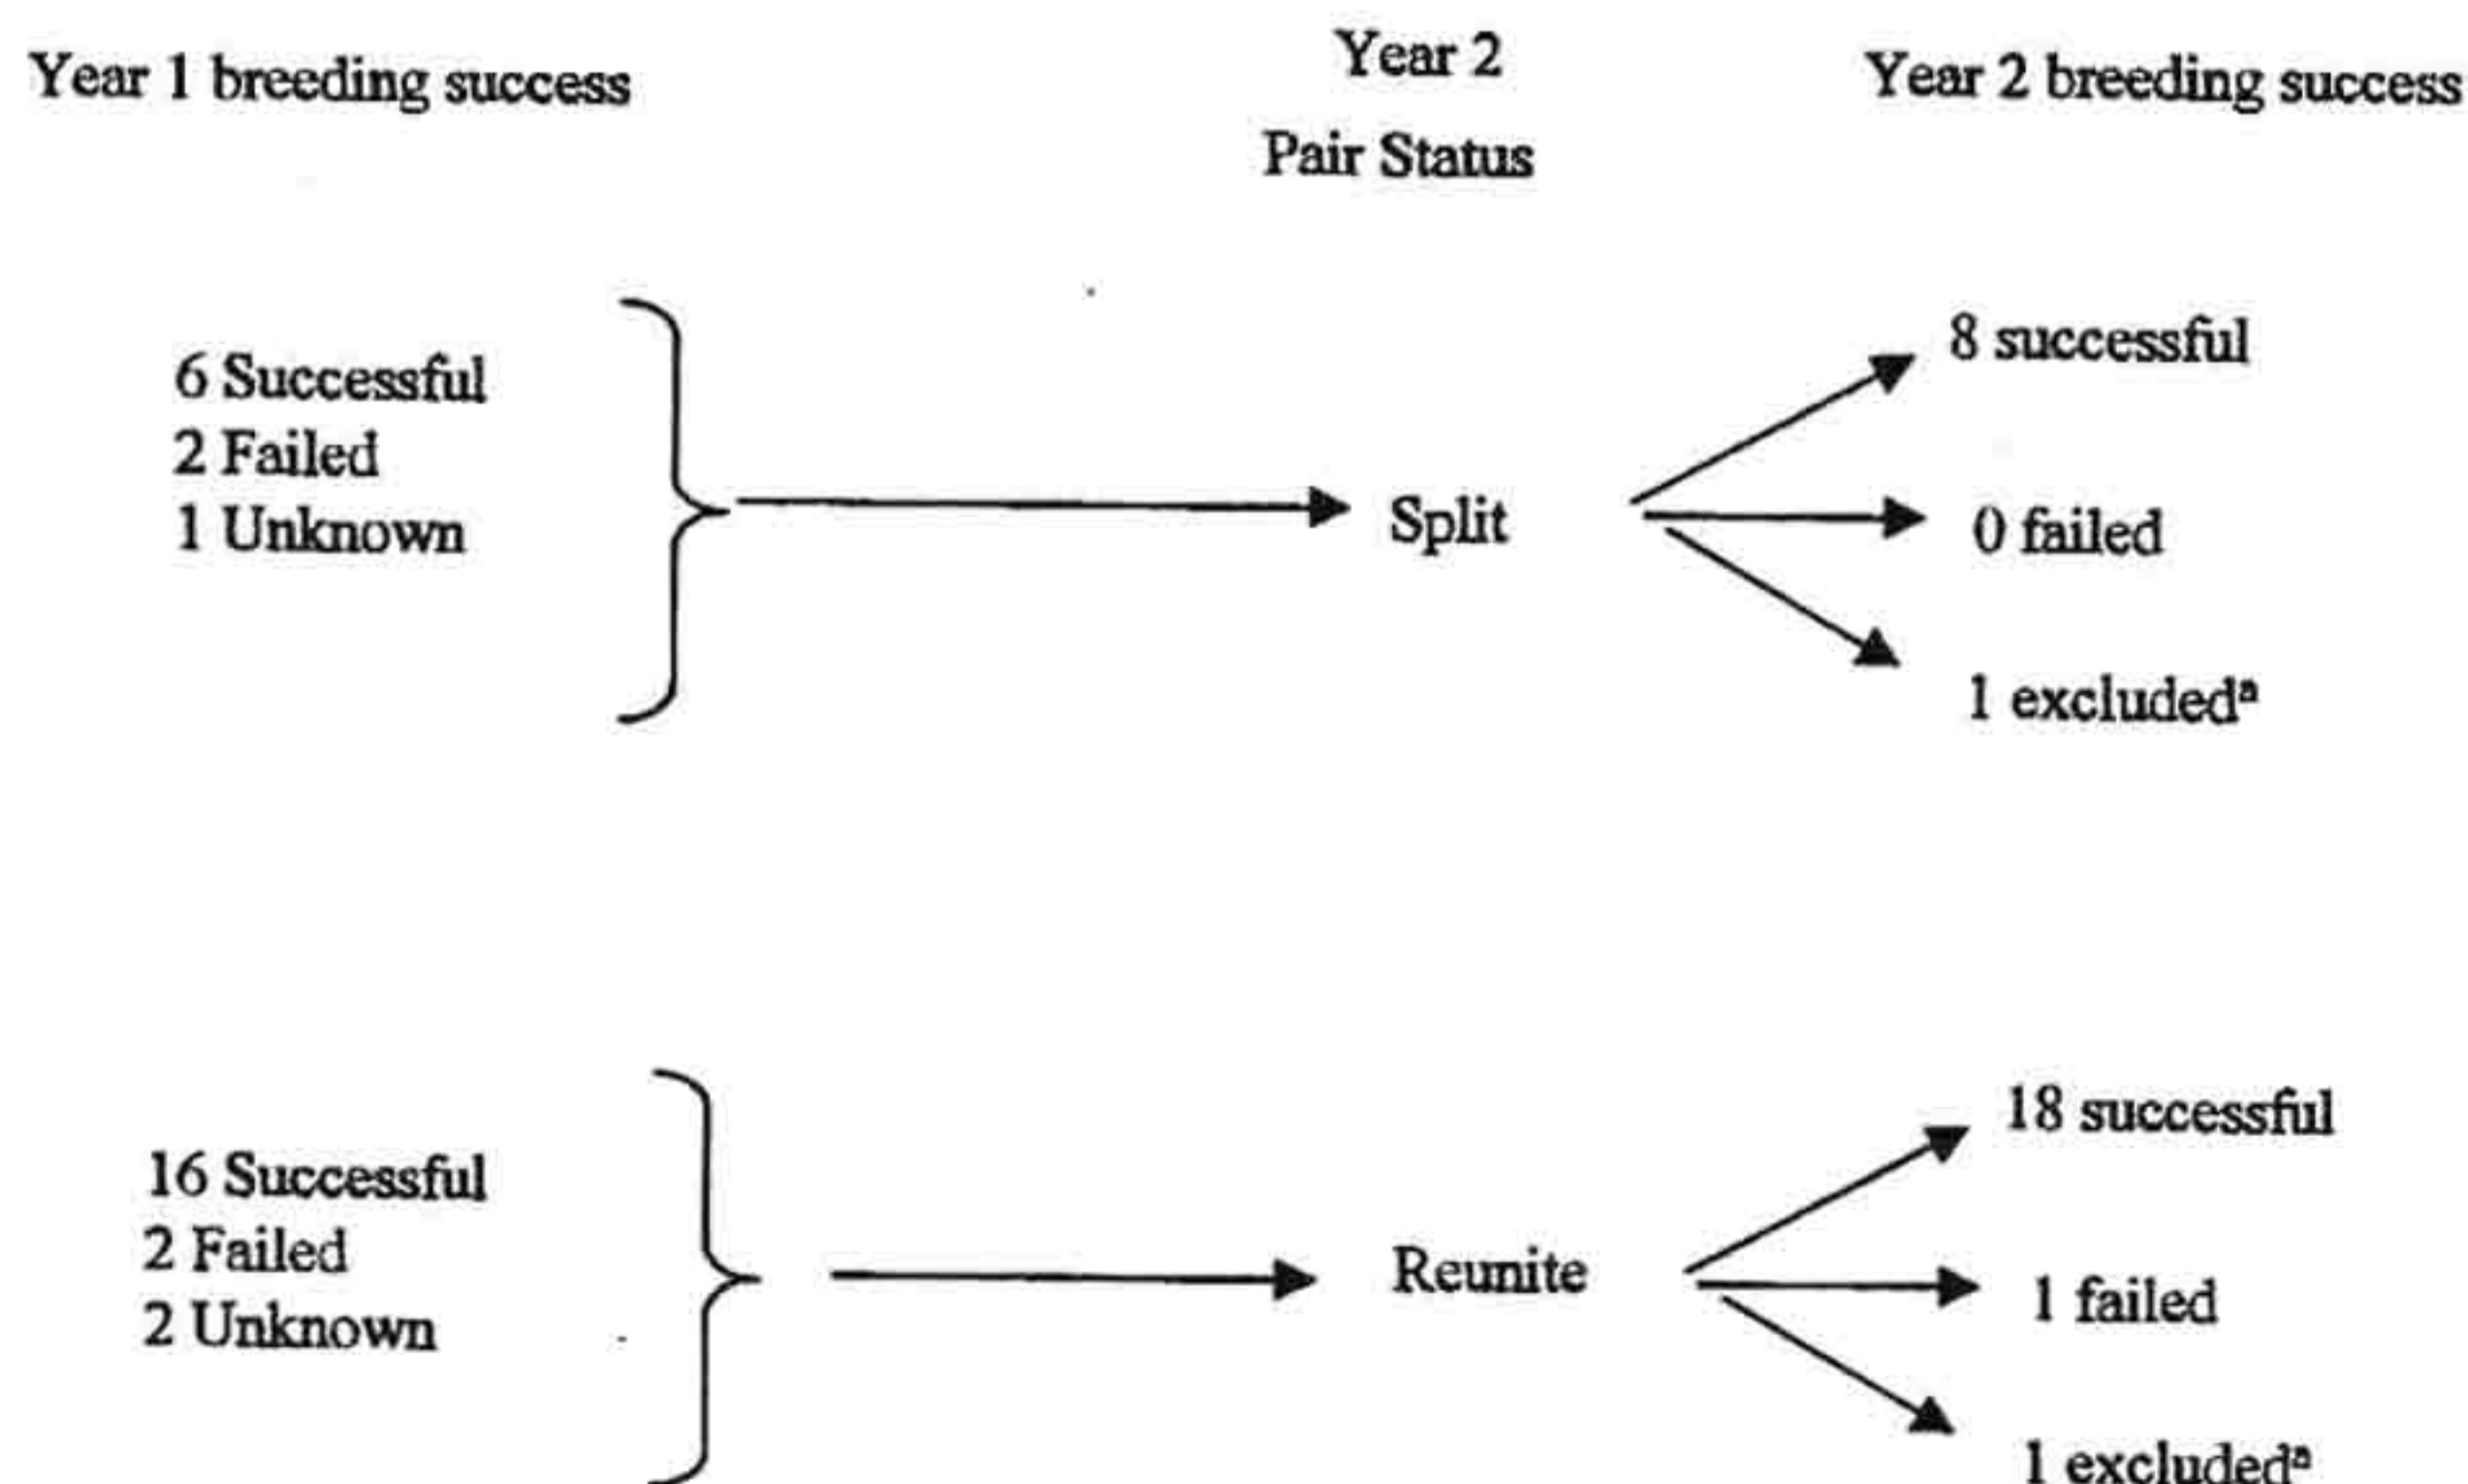 Year 1 breeding success
Year 2
Pair Status
Year 2 breeding success
6 Successful
2 Failed
1 Unknown
Split
8 successful
0 failed
1 excludedᵃ
16 Successful
2 Failed
2 Unknown
Reunite
18 successful
1 failed
1 excludedᵃ